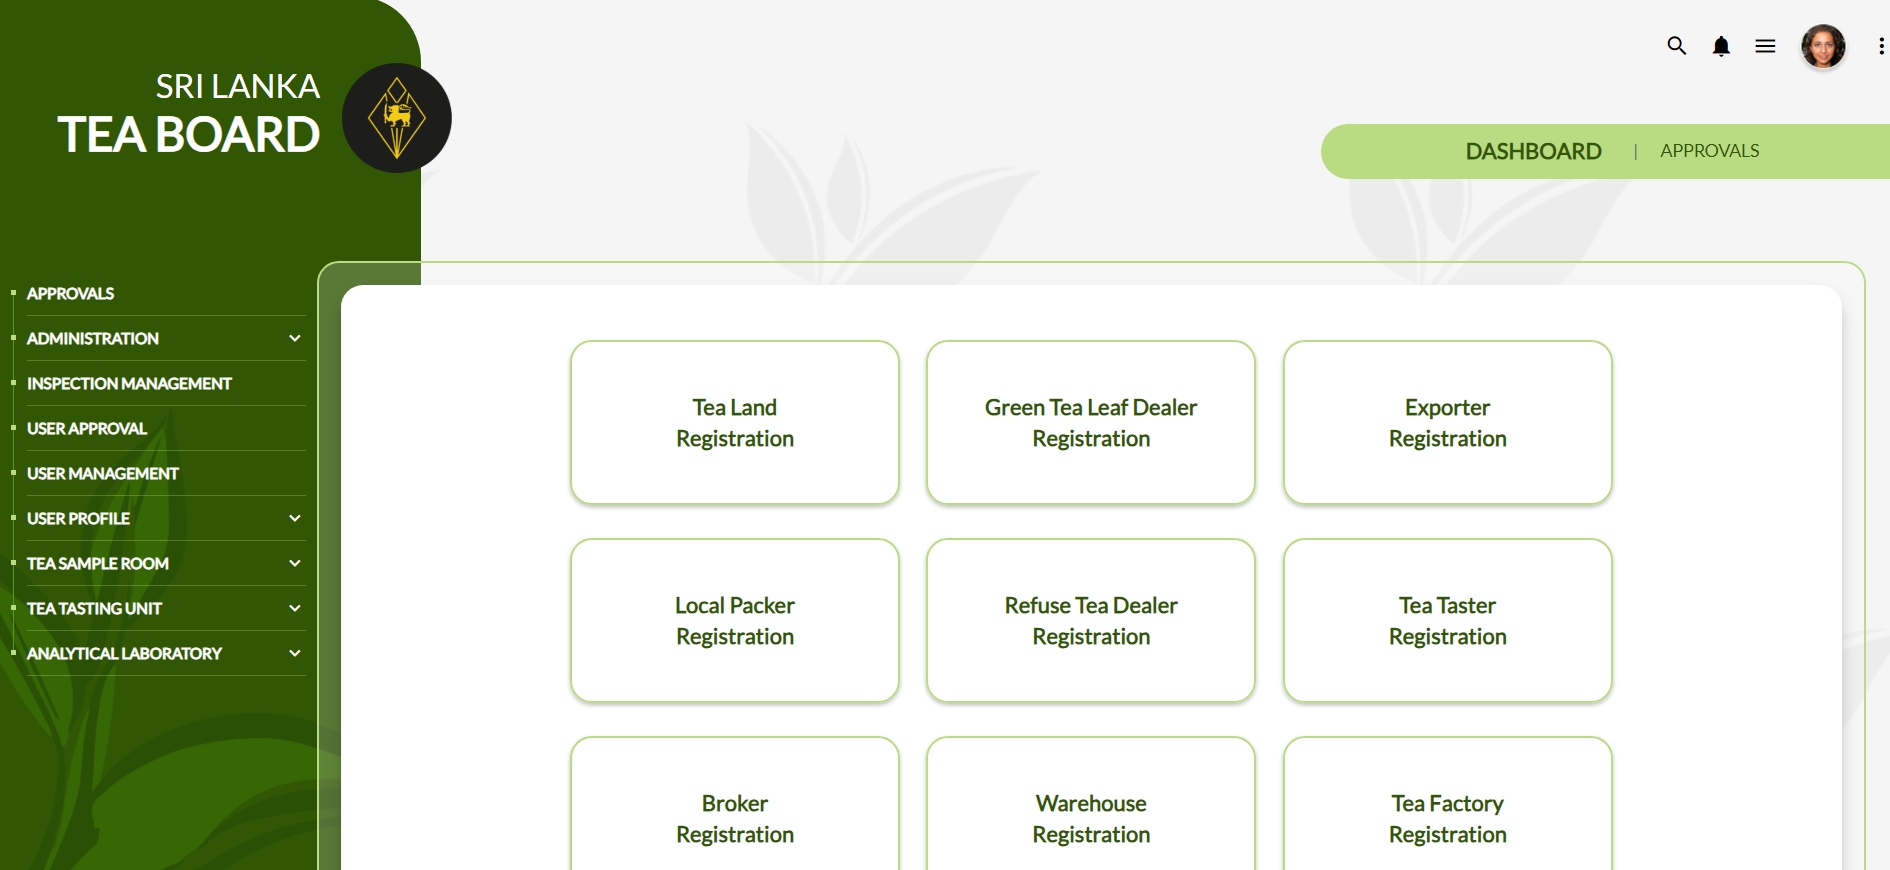 SRI LANKA
TEA BOARD
DASHBOARD | APPROVALS
APPROVALS
ADMINISTRATION
INSPECTION MANAGEMENT
USER APPROVAL
USER MANAGEMENT
USER PROFILE
TEA SAMPLE ROOM
TEA TASTING UNIT
ANALYTICAL LABORATORY
Tea Land
Registration
Green Tea Leaf Dealer
Registration
Exporter
Registration
Local Packer
Registration
Refuse Tea Dealer
Registration
Tea Taster
Registration
Broker
Registration
Warehouse
Registration
Tea Factory
Registration